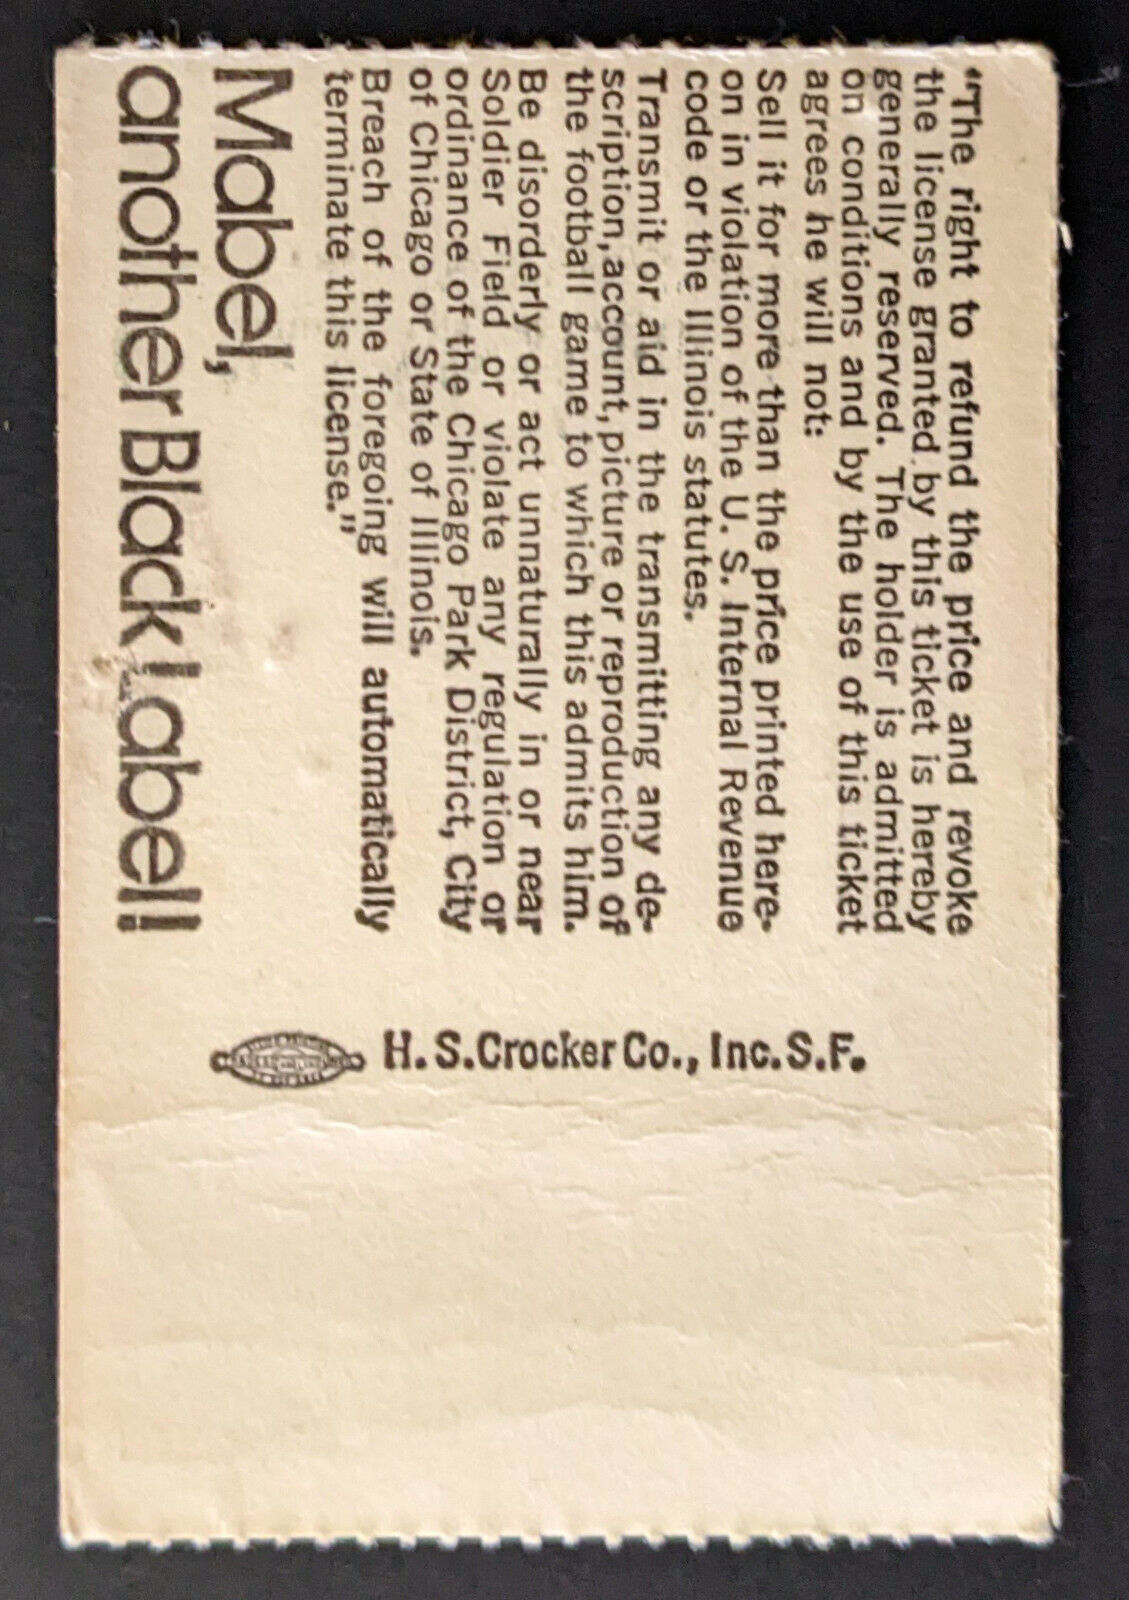 "The right to refund the price and revoke
the license granted by this ticket is hereby
generally reserved. The holder is admitted
on conditions and by the use of this ticket
agrees he will not:
Sell it for more than the price printed here-
on in violation of the U. S. Internal Revenue
code or the Illinois statutes.
Transmit or aid in the transmitting any de-
scription, account, picture or reproduction of
the football game to which this admits him.
Be disorderly or act unnaturally in or near
Soldier Field or violate any regulation or
ordinance of the Chicago Park District, City
of Chicago or State of Illinois.
Breach of the foregoing will automatically
terminate this license."
Mabel,
another Black Label!
H. S. Crocker Co., Inc. S.F.